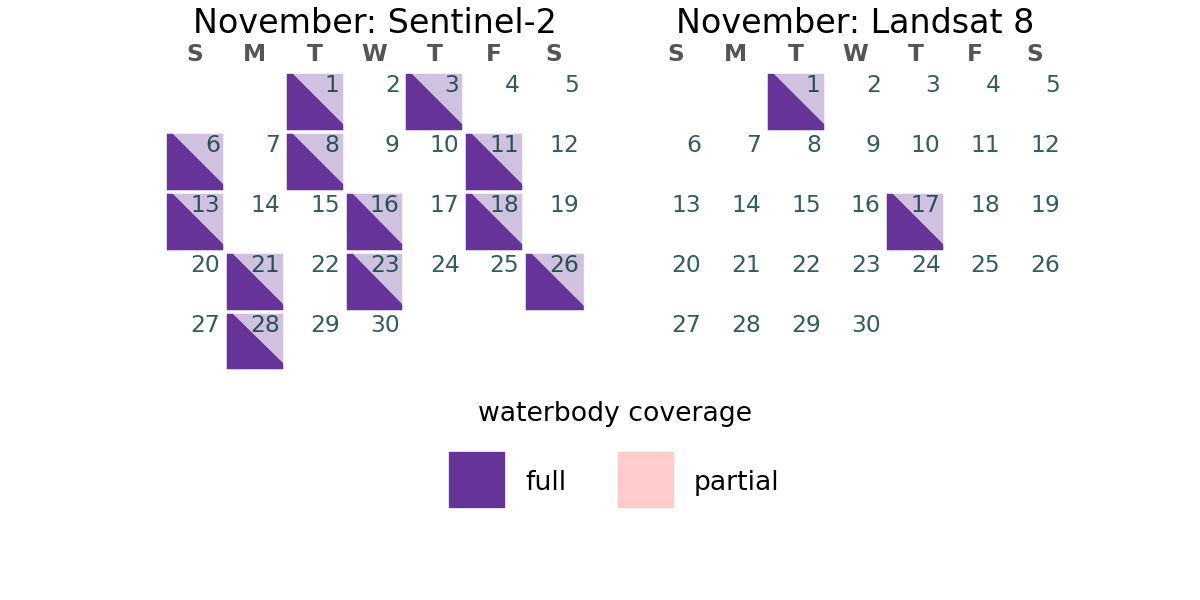 November: Sentinel-2
S M T W T F S
1 2 3 4 5
6 7 8 9 10 11 12
13 14 15 16 17 18 19
20 21 22 23 24 25 26
27 28 29 30
November: Landsat 8
S M T W T F S
1 2 3 4 5
6 7 8 9 10 11 12
13 14 15 16 17 18 19
20 21 22 23 24 25 26
27 28 29 30
waterbody coverage
full
partial